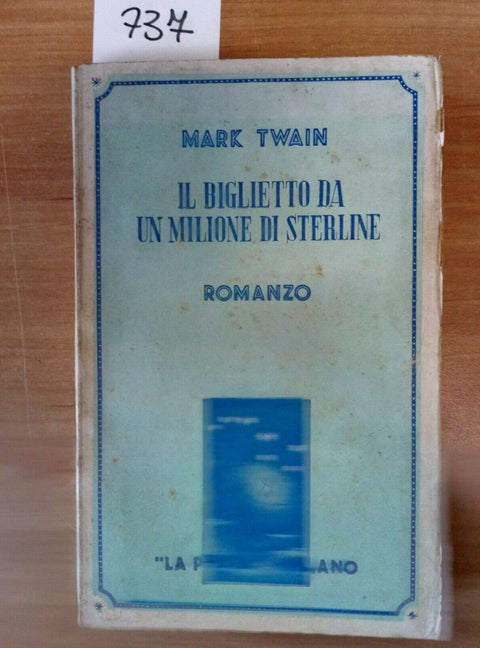 737
MARK TWAIN
IL BIGLIETTO DA
UN MILIONE DI STERLINE
ROMANZO
"LA